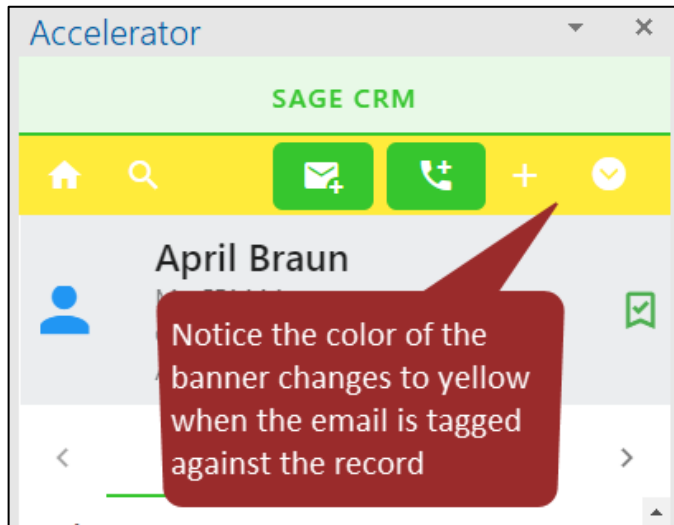 Accelerator
SAGE CRM
April Braun
Notice the color of the
banner changes to yellow
when the email is tagged
against the record